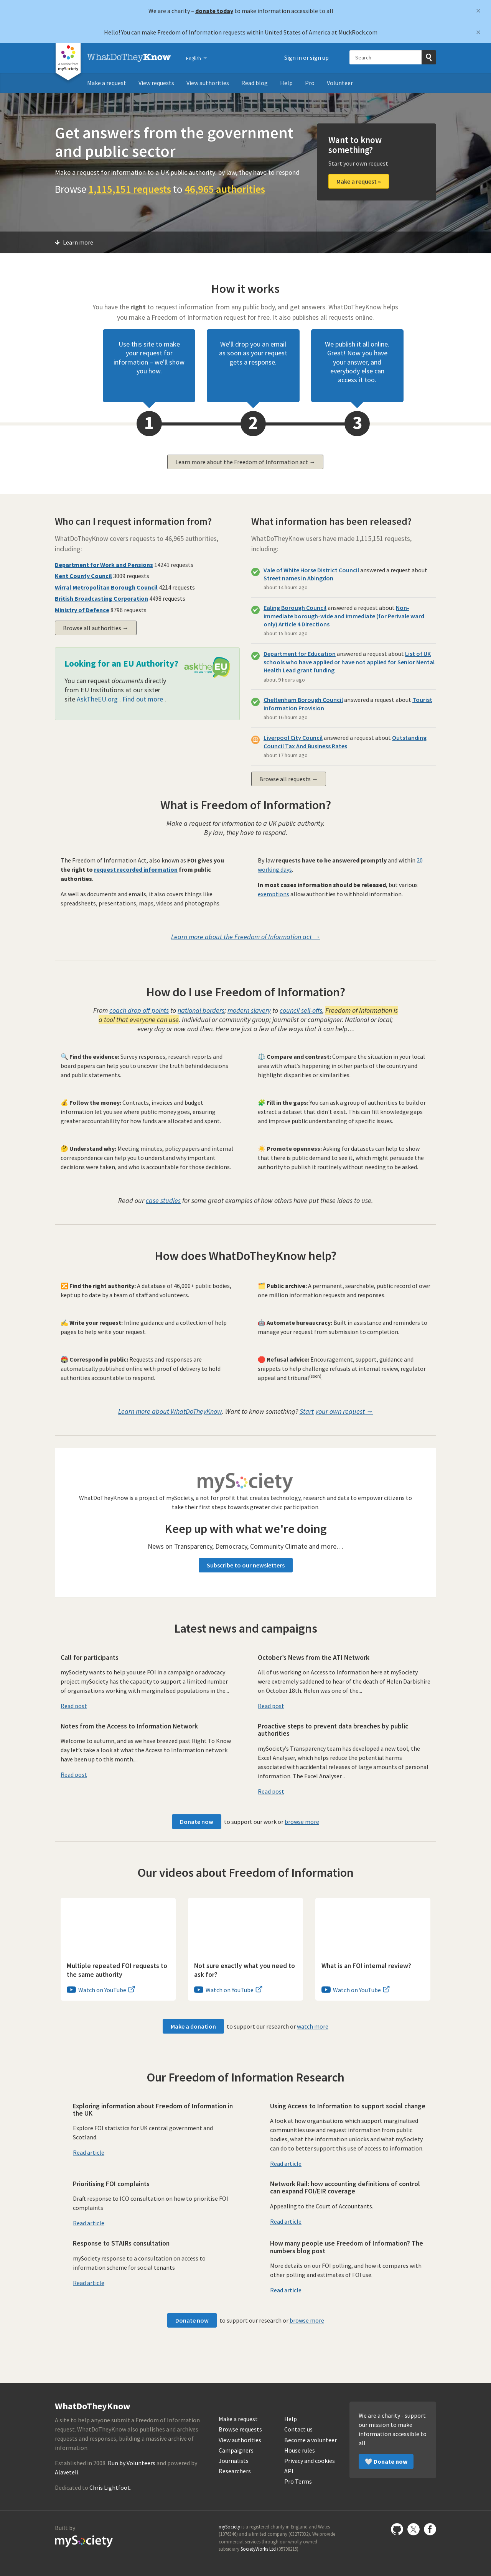 We are a charity – donate today to make information accessible to all
×
Hello! You can make Freedom of Information requests within United States of America at MuckRock.com
×
A project from
mySociety
WhatDoTheyKnow
English
Sign in or sign up
Search
Make a request
View requests
View authorities
Read blog
Help
Pro
Volunteer
Get answers from the government
and public sector
Make a request for information to a UK public authority: by law, they have to respond
Browse 1,115,151 requests to 46,965 authorities
Want to know
something?
Start your own request
Make a request »
Learn more
How it works
You have the right to request information from any public body, and get answers. WhatDoTheyKnow helps
you make a Freedom of Information request for free. It also publishes all requests online.
Use this site to make
your request for
information – we'll show
you how.
We'll drop you an email
as soon as your request
gets a response.
We publish it all online.
Great! Now you have
your answer, and
everybody else can
access it too.
1
2
3
Learn more about the Freedom of Information act →
Who can I request information from?
WhatDoTheyKnow covers requests to 46,965 authorities,
including:
Department for Work and Pensions 14241 requests
Kent County Council 3009 requests
Wirral Metropolitan Borough Council 4214 requests
British Broadcasting Corporation 4498 requests
Ministry of Defence 8796 requests
Browse all authorities →
Looking for an EU Authority?
asktheEU
You can request documents directly
from EU Institutions at our sister
site AskTheEU.org . Find out more .
What information has been released?
WhatDoTheyKnow users have made 1,115,151 requests,
including:
Vale of White Horse District Council answered a request about
Street names in Abingdon
about 14 hours ago
Ealing Borough Council answered a request about Non-
immediate borough-wide and immediate (for Perivale ward
only) Article 4 Directions
about 15 hours ago
Department for Education answered a request about List of UK
schools who have applied or have not applied for Senior Mental
Health Lead grant funding
about 9 hours ago
Cheltenham Borough Council answered a request about Tourist
Information Provision
about 16 hours ago
Liverpool City Council answered a request about Outstanding
Council Tax And Business Rates
about 17 hours ago
Browse all requests →
What is Freedom of Information?
Make a request for information to a UK public authority.
By law, they have to respond.
The Freedom of Information Act, also known as FOI gives you
the right to request recorded information from public
authorities.
As well as documents and emails, it also covers things like
spreadsheets, presentations, maps, videos and photographs.
By law requests have to be answered promptly and within 20
working days.
In most cases information should be released, but various
exemptions allow authorities to withhold information.
Learn more about the Freedom of Information act →
How do I use Freedom of Information?
From coach drop off points to national borders; modern slavery to council sell-offs, Freedom of Information is
a tool that everyone can use. Individual or community group; journalist or campaigner. National or local;
every day or now and then. Here are just a few of the ways that it can help…
🔍 Find the evidence: Survey responses, research reports and
board papers can help you to uncover the truth behind decisions
and public statements.
⚖️ Compare and contrast: Compare the situation in your local
area with what's happening in other parts of the country and
highlight disparities or similarities.
💰 Follow the money: Contracts, invoices and budget
information let you see where public money goes, ensuring
greater accountability for how funds are allocated and spent.
🧩 Fill in the gaps: You can ask a group of authorities to build or
extract a dataset that didn't exist. This can fill knowledge gaps
and improve public understanding of specific issues.
🤔 Understand why: Meeting minutes, policy papers and internal
correspondence can help you to understand why important
decisions were taken, and who is accountable for those decisions.
☀️ Promote openness: Asking for datasets can help to show
that there is public demand to see it, which might persuade the
authority to publish it routinely without needing to be asked.
Read our case studies for some great examples of how others have put these ideas to use.
How does WhatDoTheyKnow help?
🔀 Find the right authority: A database of 46,000+ public bodies,
kept up to date by a team of staff and volunteers.
🗂️ Public archive: A permanent, searchable, public record of over
one million information requests and responses.
✍️ Write your request: Inline guidance and a collection of help
pages to help write your request.
🤖 Automate bureaucracy: Built in assistance and reminders to
manage your request from submission to completion.
📮 Correspond in public: Requests and responses are
automatically published online with proof of delivery to hold
authorities accountable to respond.
🛑 Refusal advice: Encouragement, support, guidance and
snippets to help challenge refusals at internal review, regulator
appeal and tribunal(soon).
Learn more about WhatDoTheyKnow. Want to know something? Start your own request →
mySociety
WhatDoTheyKnow is a project of mySociety, a not for profit that creates technology, research and data to empower citizens to
take their first steps towards greater civic participation.
Keep up with what we're doing
News on Transparency, Democracy, Community Climate and more…
Subscribe to our newsletters
Latest news and campaigns
Call for participants
mySociety wants to help you use FOI in a campaign or advocacy
project mySociety has the capacity to support a limited number
of organisations working with marginalised populations in the...
Read post
October's News from the ATI Network
All of us working on Access to Information here at mySociety
were extremely saddened to hear of the death of Helen Darbishire
on October 18th. Helen was one of the...
Read post
Notes from the Access to Information Network
Welcome to autumn, and as we have breezed past Right To Know
day let's take a look at what the Access to Information network
have been up to this month....
Read post
Proactive steps to prevent data breaches by public
authorities
mySociety's Transparency team has developed a new tool, the
Excel Analyser, which helps reduce the potential harms
associated with accidental releases of large amounts of personal
information. The Excel Analyser...
Read post
Donate now to support our work or browse more
Our videos about Freedom of Information
Multiple repeated FOI requests to
the same authority
Watch on YouTube
Not sure exactly what you need to
ask for?
Watch on YouTube
What is an FOI internal review?
Watch on YouTube
Make a donation to support our research or watch more
Our Freedom of Information Research
Exploring information about Freedom of Information in
the UK
Explore FOI statistics for UK central government and
Scotland.
Read article
Using Access to Information to support social change
A look at how organisations which support marginalised
communities use and request information from public
bodies, what the information unlocks and what mySociety
can do to better support this use of access to information.
Read article
Prioritising FOI complaints
Draft response to ICO consultation on how to prioritise FOI
complaints
Read article
Network Rail: how accounting definitions of control
can expand FOI/EIR coverage
Appealing to the Court of Accountants.
Read article
Response to STAIRs consultation
mySociety response to a consultation on access to
information scheme for social tenants
Read article
How many people use Freedom of Information? The
numbers blog post
More details on our FOI polling, and how it compares with
other polling and estimates of FOI use.
Read article
Donate now to support our research or browse more
WhatDoTheyKnow
A site to help anyone submit a Freedom of Information
request. WhatDoTheyKnow also publishes and archives
requests and responses, building a massive archive of
information.
Established in 2008. Run by Volunteers and powered by
Alaveteli.
Dedicated to Chris Lightfoot.
Make a request
Browse requests
View authorities
Campaigners
Journalists
Researchers
Help
Contact us
Become a volunteer
House rules
Privacy and cookies
API
Pro Terms
We are a charity - support
our mission to make
information accessible to
all
🤍 Donate now
Built by
mySociety
mySociety is a registered charity in England and Wales
(1076346) and a limited company (03277032). We provide
commercial services through our wholly owned
subsidiary SocietyWorks Ltd (05798215).